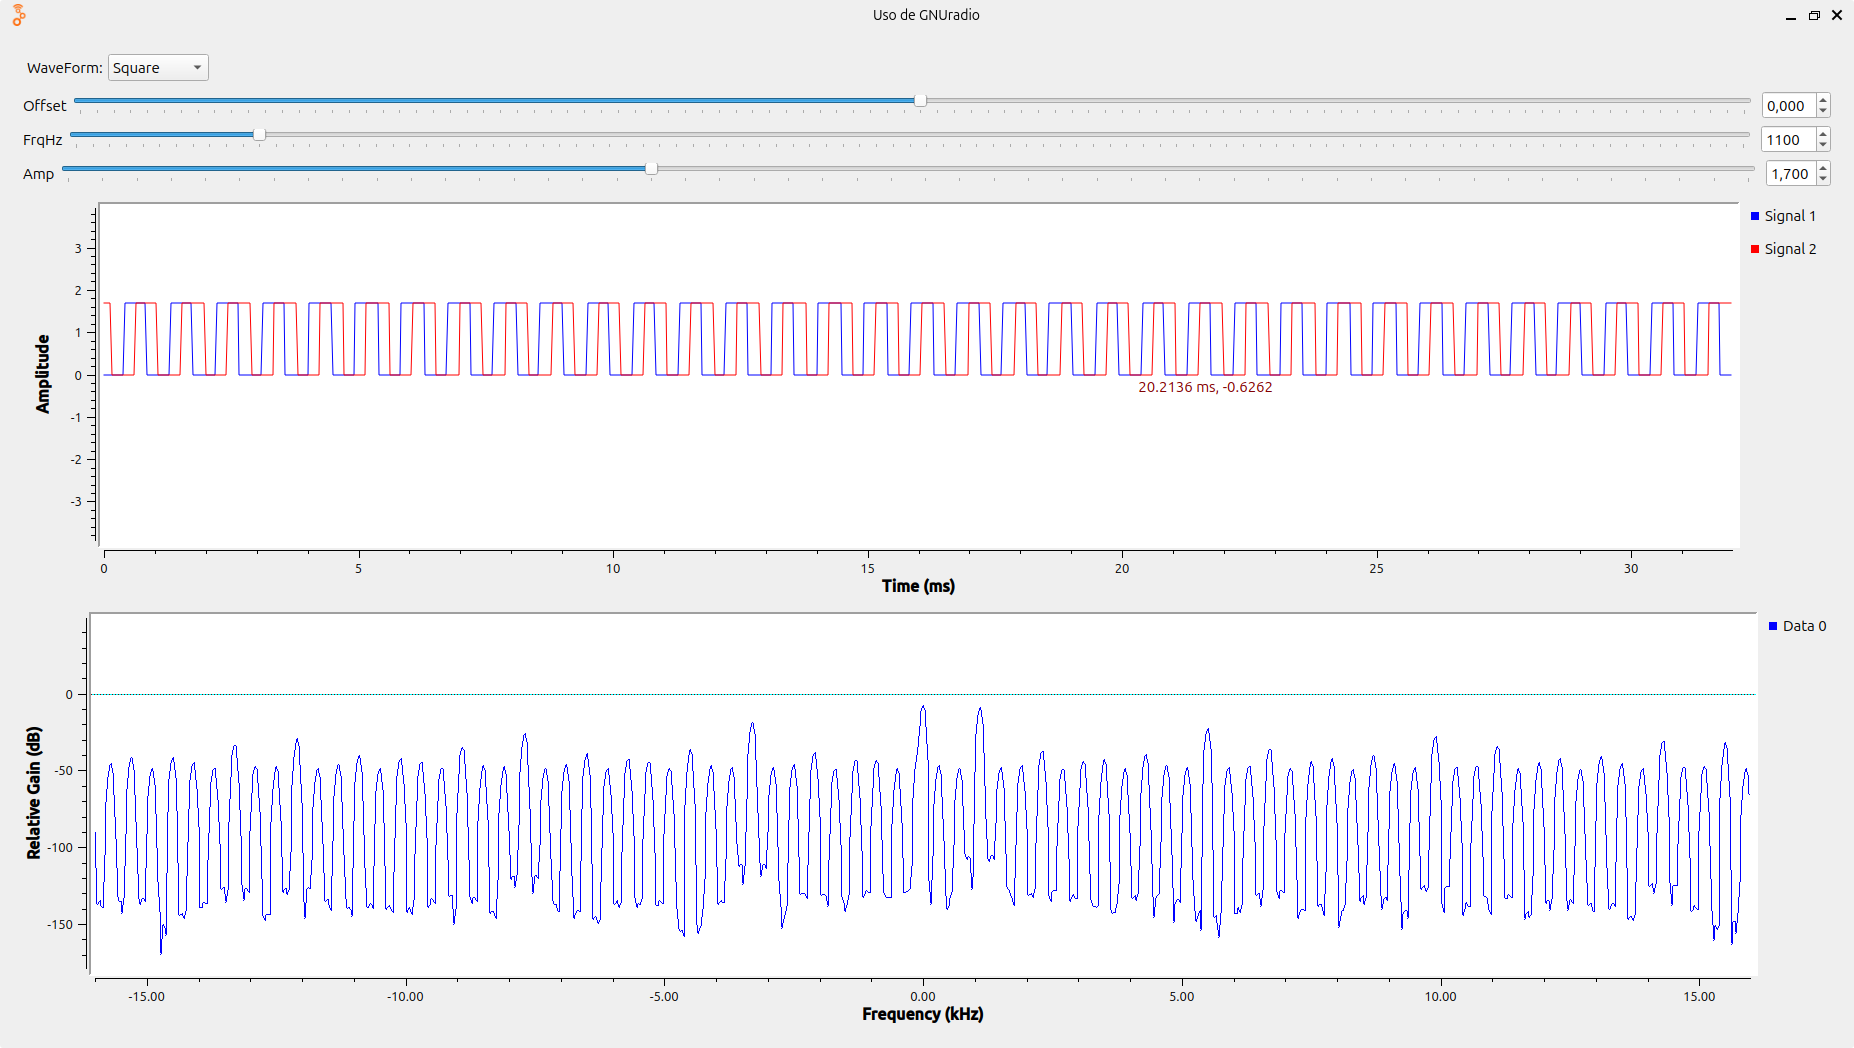 Uso de GNUradio
WaveForm: Square
Offset 0,000
FrqHz 1100
Amp 1,700
Signal 1
Signal 2
3
2
1
0
-1
-2
-3
Amplitude
20.2136 ms, -0.6262
0 5 10 15 20 25 30
Time (ms)
Data 0
0
-50
-100
-150
Relative Gain (dB)
-15.00 -10.00 -5.00 0.00 5.00 10.00 15.00
Frequency (kHz)